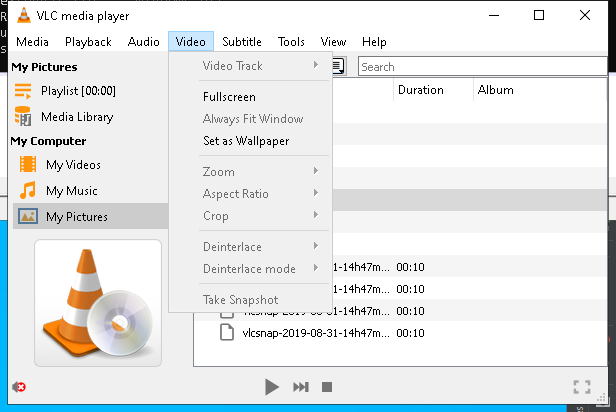 VLC media player
Media Playback Audio Video Subtitle Tools View Help
My Pictures
Playlist [00:00]
Media Library
My Computer
My Videos
My Music
My Pictures
Video Track
Fullscreen
Always Fit Window
Set as Wallpaper
Zoom
Aspect Ratio
Crop
Deinterlace
Deinterlace mode
Take Snapshot
Search
Duration Album
-31-14h47m... 00:10
-31-14h47m... 00:10
vlcsnap-2019-08-31-14h47m... 00:10
vlcsnap-2019-08-31-14h47m... 00:10